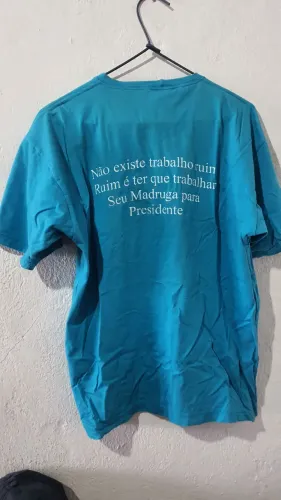 Não existe trabalho ruim
Ruim é ter que trabalhar
Seu Madruga para
Presidente